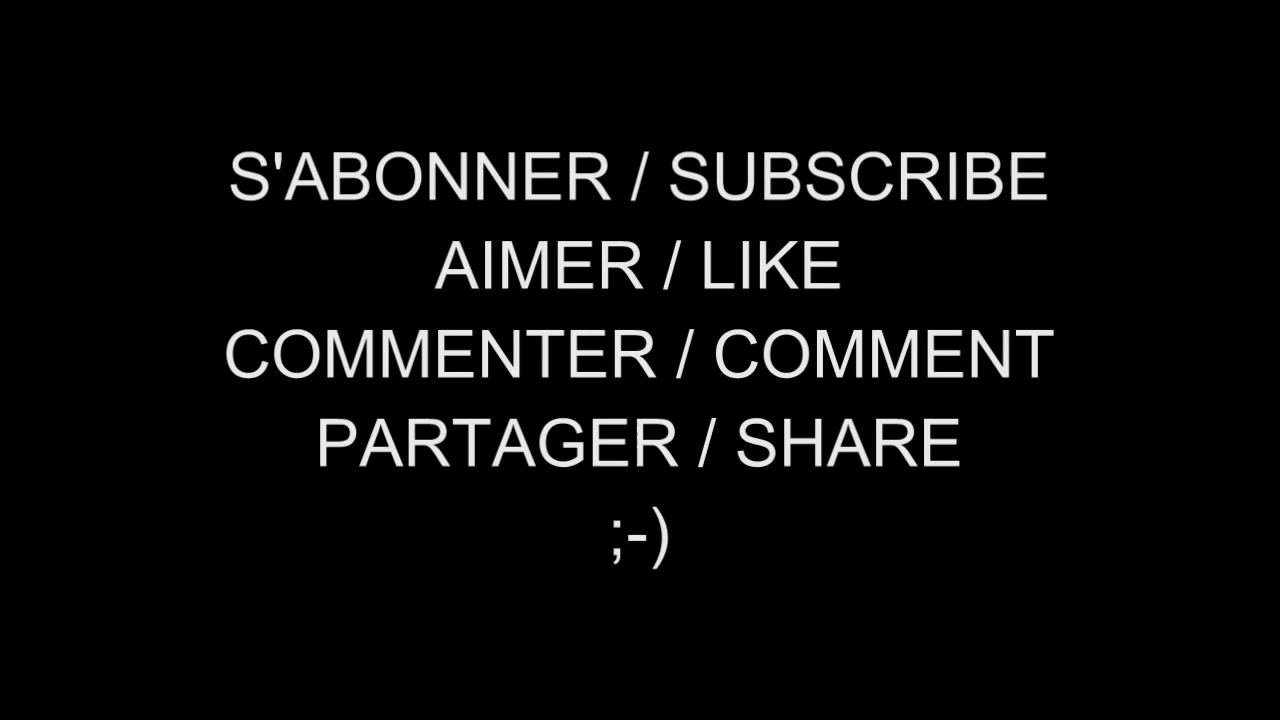 S'ABONNER / SUBSCRIBE
AIMER / LIKE
COMMENTER / COMMENT
PARTAGER / SHARE
;-)